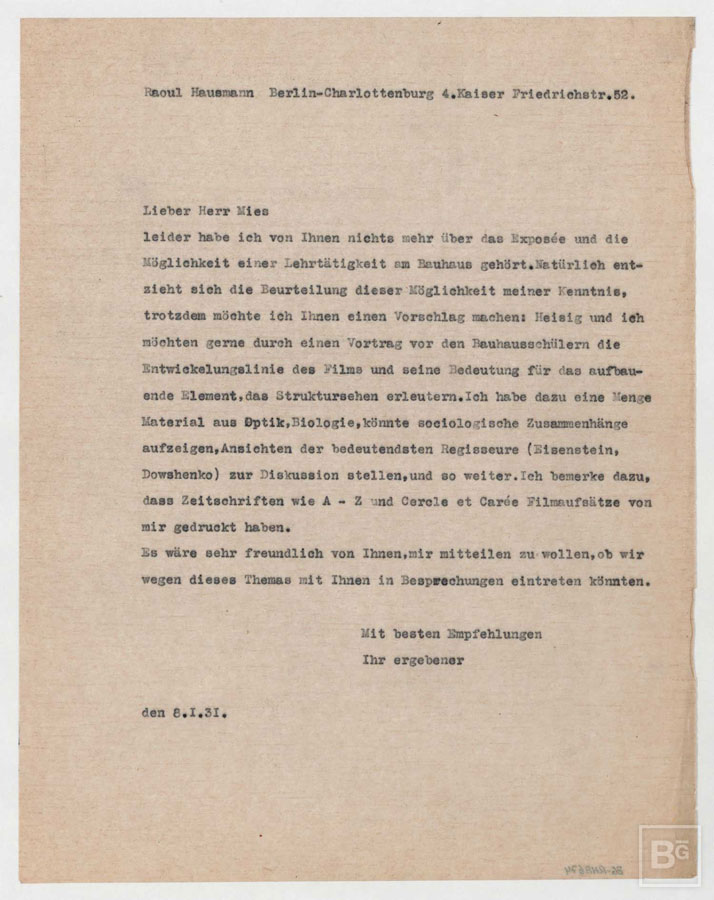 Raoul Hausmann Berlin-Charlottenburg 4.Kaiser Friedrichstr.52.
Lieber Herr Mies
leider habe ich von Ihnen nichts mehr über das Exposée und die
Möglichkeit einer Lehrtätigkeit am Bauhaus gehört.Natürlich ent-
zieht sich die Beurteilung dieser Möglichkeit meiner Kenntnis,
trotzdem möchte ich Ihnen einen Vorschlag machen: Heisig und ich
möchten gerne durch einen Vortrag vor den Bauhausschülern die
Entwickelungslinie des Films und seine Bedeutung für das aufbau-
ende Element,das Struktursehen erleutern.Ich habe dazu eine Menge
Material aus Optik,Biologie,könnte sociologische Zusammenhänge
aufzeigen,Ansichten der bedeutendsten Regisseure (Eisenstein,
Dowshenko) zur Diskussion stellen,und so weiter.Ich bemerke dazu,
dass Zeitschriften wie A - Z und Cercle et Carée Filmaufsätze von
mir gedruckt haben.
Es wäre sehr freundlich von Ihnen,mir mitteilen zu wollen,ob wir
wegen dieses Themas mit Ihnen in Besprechungen eintreten könnten.
Mit besten Empfehlungen
Ihr ergebener
den 8.I.31.
BG